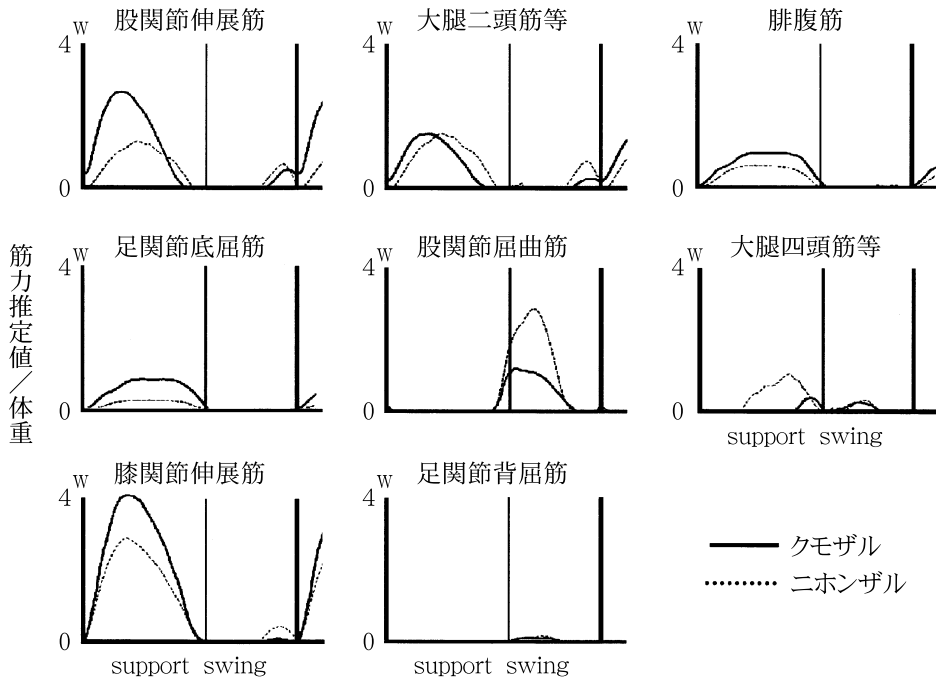 股関節伸展筋
大腿二頭筋等
腓腹筋
W
W
W
4
4
4
0
0
0
足関節底屈筋
股関節屈曲筋
大腿四頭筋等
W
W
W
4
4
4
0
0
0
support swing
筋力推定値／体重
膝関節伸展筋
足関節背屈筋
W
W
4
4
0
0
support swing
support swing
クモザル
ニホンザル